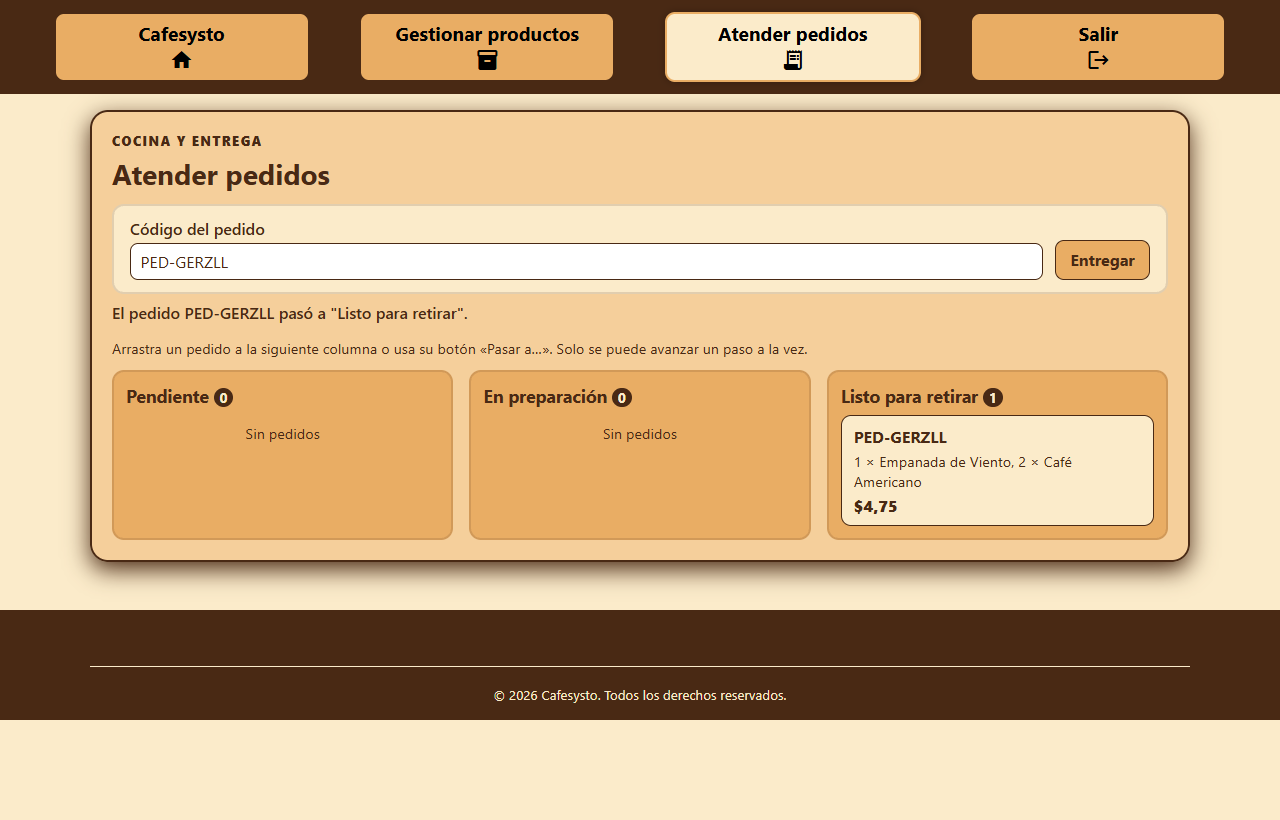 Cafesysto
Gestionar productos
Atender pedidos
Salir
COCINA Y ENTREGA
Atender pedidos
Código del pedido
PED-GERZLL
Entregar
El pedido PED-GERZLL pasó a "Listo para retirar".
Arrastra un pedido a la siguiente columna o usa su botón «Pasar a…». Solo se puede avanzar un paso a la vez.
Pendiente 0
Sin pedidos
En preparación 0
Sin pedidos
Listo para retirar 1
PED-GERZLL
1 × Empanada de Viento, 2 × Café
Americano
$4,75
© 2026 Cafesysto. Todos los derechos reservados.